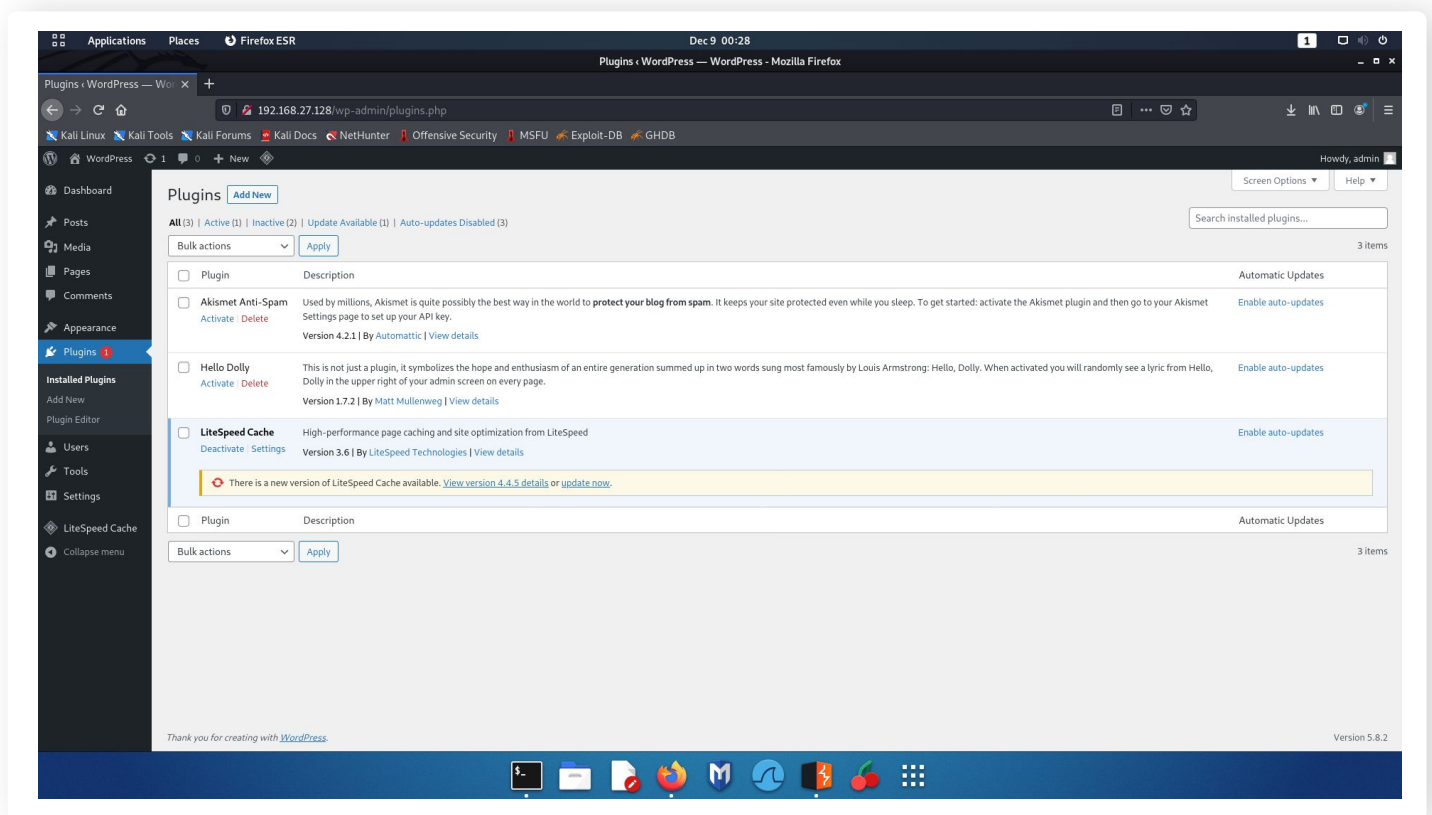 Applications Places Firefox ESR Dec 9 00:28 1
Plugins ‹ WordPress — WordPress - Mozilla Firefox
Plugins ‹ WordPress — Wor
192.168.27.128/wp-admin/plugins.php
Kali Linux Kali Tools Kali Forums Kali Docs NetHunter Offensive Security MSFU Exploit-DB GHDB
WordPress 1 0 + New Howdy, admin
Screen Options Help
Dashboard
Posts
Media
Pages
Comments
Appearance
Plugins 1
Installed Plugins
Add New
Plugin Editor
Users
Tools
Settings
LiteSpeed Cache
Collapse menu
Plugins Add New
All (3) | Active (1) | Inactive (2) | Update Available (1) | Auto-updates Disabled (3)
Search installed plugins...
Bulk actions Apply 3 items
Plugin Description Automatic Updates
Akismet Anti-Spam
Activate | Delete
Used by millions, Akismet is quite possibly the best way in the world to protect your blog from spam. It keeps your site protected even while you sleep. To get started: activate the Akismet plugin and then go to your Akismet
Settings page to set up your API key.
Version 4.2.1 | By Automattic | View details
Enable auto-updates
Hello Dolly
Activate | Delete
This is not just a plugin, it symbolizes the hope and enthusiasm of an entire generation summed up in two words sung most famously by Louis Armstrong: Hello, Dolly. When activated you will randomly see a lyric from Hello,
Dolly in the upper right of your admin screen on every page.
Version 1.7.2 | By Matt Mullenweg | View details
Enable auto-updates
LiteSpeed Cache
Deactivate | Settings
High-performance page caching and site optimization from LiteSpeed
Version 3.6 | By LiteSpeed Technologies | View details
Enable auto-updates
There is a new version of LiteSpeed Cache available. View version 4.4.5 details or update now.
Plugin Description Automatic Updates
Bulk actions Apply 3 items
Thank you for creating with WordPress. Version 5.8.2
$_